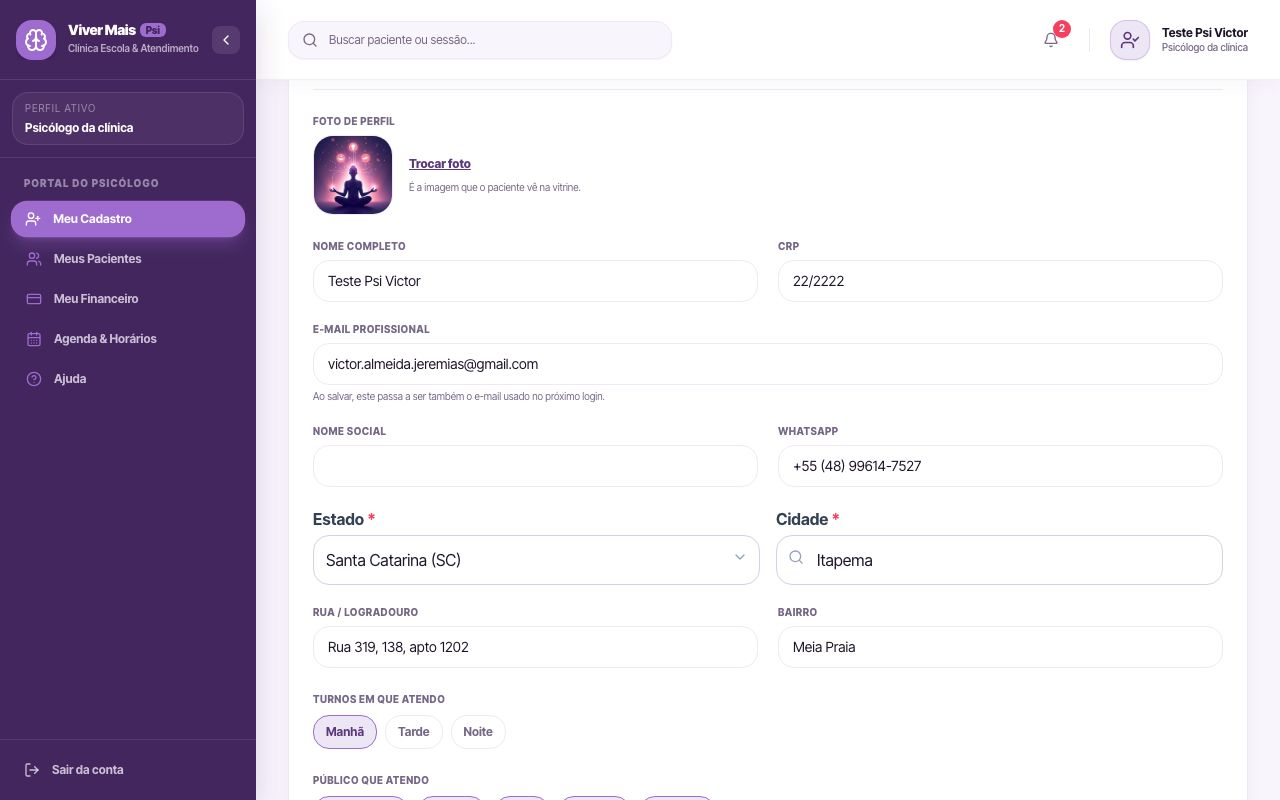 Viver Mais Psi
Clínica Escola & Atendimento
Buscar paciente ou sessão...
2
Teste Psi Victor
Psicólogo da clínica
PERFIL ATIVO
Psicólogo da clínica
PORTAL DO PSICÓLOGO
Meu Cadastro
Meus Pacientes
Meu Financeiro
Agenda & Horários
Ajuda
Sair da conta
FOTO DE PERFIL
Trocar foto
É a imagem que o paciente vê na vitrine.
NOME COMPLETO
Teste Psi Victor
CRP
22/2222
E-MAIL PROFISSIONAL
victor.almeida.jeremias@gmail.com
Ao salvar, este passa a ser também o e-mail usado no próximo login.
NOME SOCIAL
WHATSAPP
+55 (48) 99614-7527
Estado *
Santa Catarina (SC)
Cidade *
Itapema
RUA / LOGRADOURO
Rua 319, 138, apto 1202
BAIRRO
Meia Praia
TURNOS EM QUE ATENDO
Manhã
Tarde
Noite
PÚBLICO QUE ATENDO